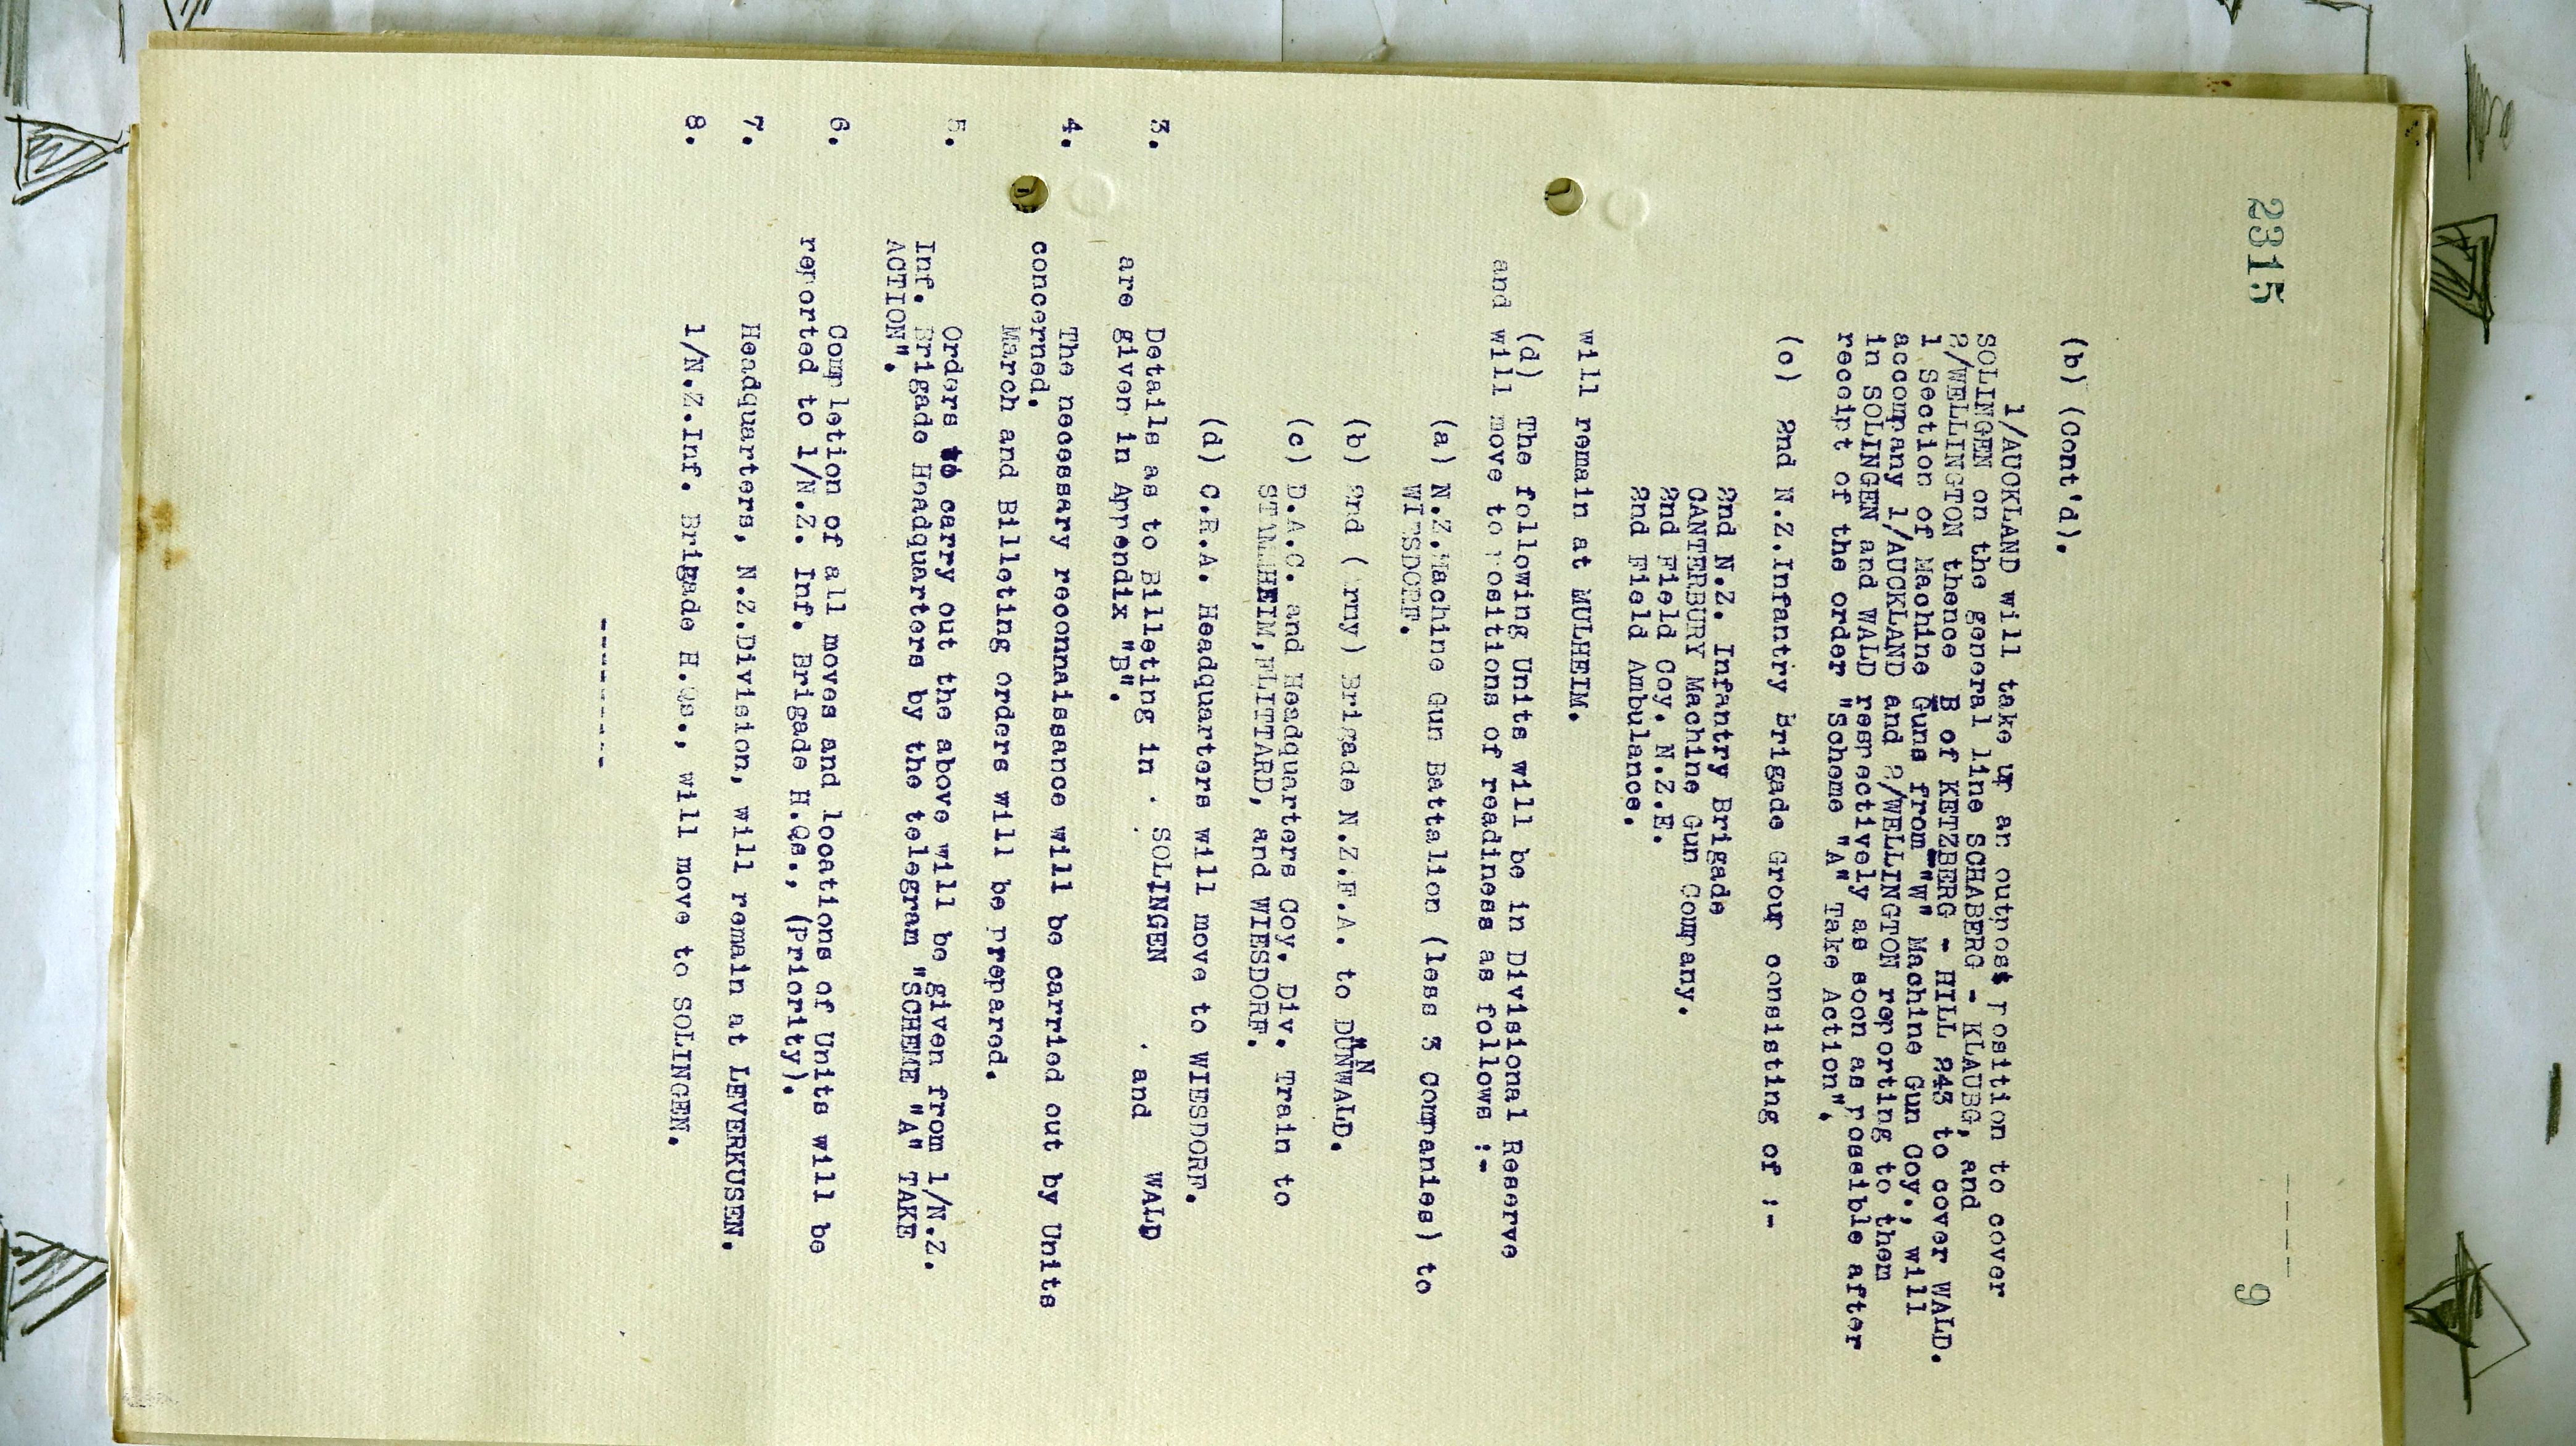 2315
9
(b) (Cont'd).
1/AUCKLAND will take up an outpost position to cover
SOLINGEN on the general line SCHABERG - KLAUBG, and
2/WELLINGTON thence B of KETZBERG - HILL 243 to cover WALD.
1 Section of Machine Guns from "W" Machine Gun Coy., will
accompany 1/AUCKLAND and 2/WELLINGTON reporting to them
in SOLINGEN and WALD respectively as soon as possible after
receipt of the order "Scheme "A" Take Action".
(c) 2nd N.Z.Infantry Brigade Group consisting of :-
2nd N.Z. Infantry Brigade
CANTERBURY Machine Gun Company.
2nd Field Coy. N.Z.E.
2nd Field Ambulance.
will remain at MULHEIM.
(d) The following Units will be in Divisional Reserve
and will move to positions of readiness as follows :-
(a) N.Z.Machine Gun Battalion (less 3 Companies) to
WIESDORF.
(b) 2nd (Army) Brigade N.Z.F.A. to DÜNNWALD.
(c) D.A.C. and Headquarters Coy. Div. Train to
STAMMHEIM, FLITTARD, and WIESDORF.
(d) C.R.A. Headquarters will move to WIESDORF.
3. Details as to Billeting in SOLINGEN and WALD
are given in Appendix "B".
4. The necessary reconnaissance will be carried out by Units
concerned.
March and Billeting orders will be prepared.
5. Orders to carry out the above will be given from 1/N.Z.
Inf. Brigade Headquarters by the telegram "SCHEME "A" TAKE
ACTION".
6. Completion of all moves and locations of Units will be
reported to 1/N.Z. Inf. Brigade H.Qs., (Priority).
7. Headquarters, N.Z.Division, will remain at LEVERKUSEN.
8. 1/N.Z.Inf. Brigade H.Qs., will move to SOLINGEN.
--------